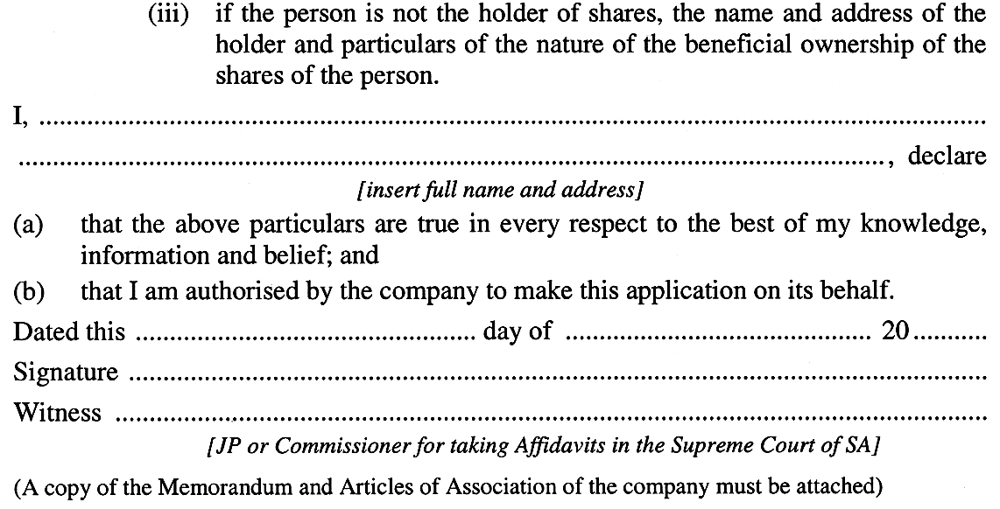 (iii) if the person is not the holder of shares, the name and address of the
holder and particulars of the nature of the beneficial ownership of the
shares of the person.
I, ........................................................................................................................................
............................................................................................................................, declare
[insert full name and address]
(a) that the above particulars are true in every respect to the best of my knowledge,
information and belief; and
(b) that I am authorised by the company to make this application on its behalf.
Dated this .................................................. day of ............................................. 20...........
Signature ...........................................................................................................................
Witness .............................................................................................................................
[JP or Commissioner for taking Affidavits in the Supreme Court of SA]
(A copy of the Memorandum and Articles of Association of the company must be attached)